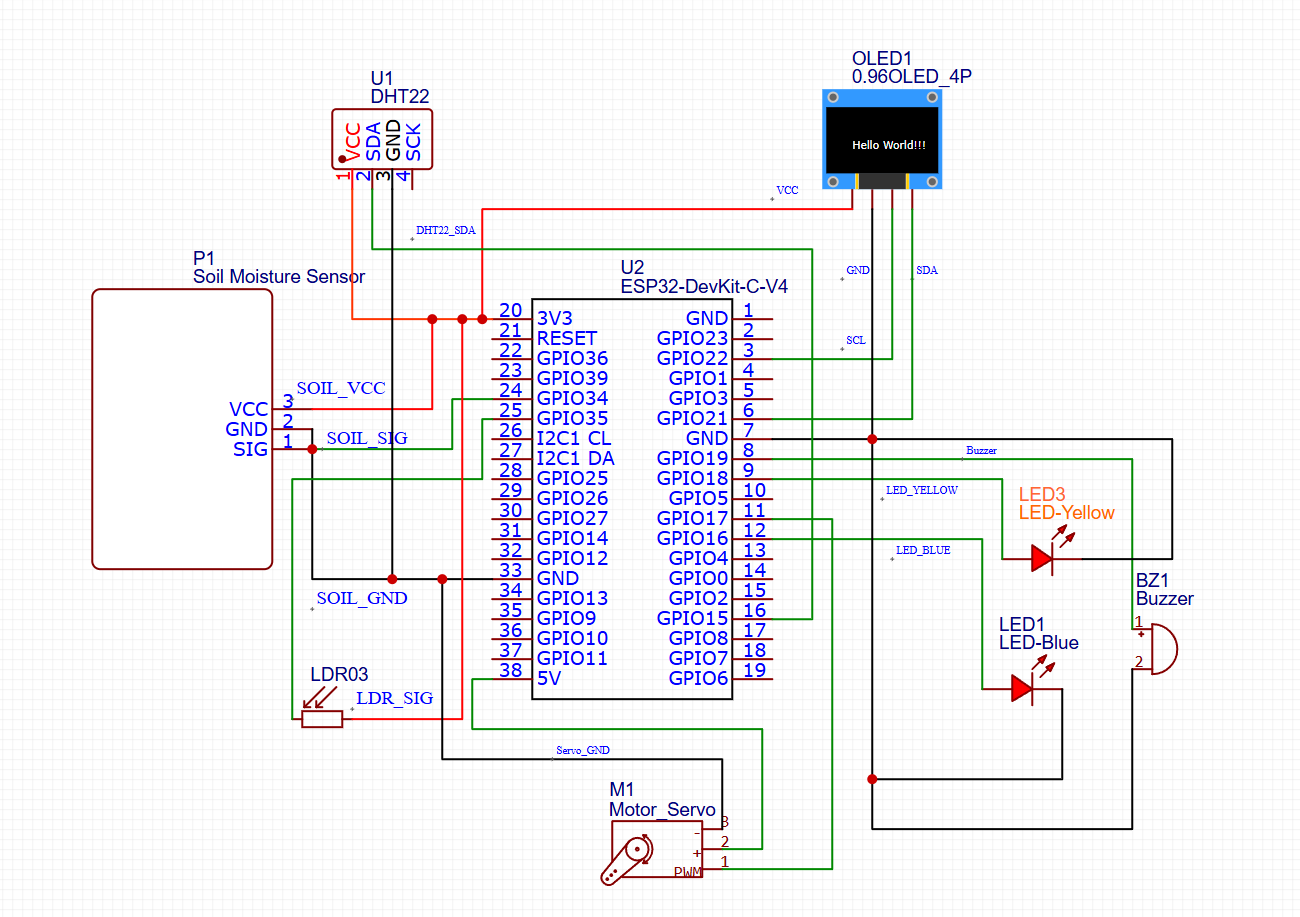 OLED1
0.96OLED_4P
Hello World!!!
U1
DHT22
VCC
SDA
GND
SCK
1
2
3
4
VCC
DHT22_SDA
GND
SDA
SCL
P1
Soil Moisture Sensor
VCC 3
GND 2
SIG 1
SOIL_VCC
SOIL_SIG
SOIL_GND
U2
ESP32-DevKit-C-V4
20 3V3 GND 1
21 RESET GPIO23 2
22 GPIO36 GPIO22 3
23 GPIO39 GPIO1 4
24 GPIO34 GPIO3 5
25 GPIO35 GPIO21 6
26 I2C1 CL GND 7
27 I2C1 DA GPIO19 8
28 GPIO25 GPIO18 9
29 GPIO26 GPIO5 10
30 GPIO27 GPIO17 11
31 GPIO14 GPIO16 12
32 GPIO12 GPIO4 13
33 GND GPIO0 14
34 GPIO13 GPIO2 15
35 GPIO9 GPIO15 16
36 GPIO10 GPIO8 17
37 GPIO11 GPIO7 18
38 5V GPIO6 19
Buzzer
LED_YELLOW
LED3
LED-Yellow
LED_BLUE
BZ1
Buzzer
1
+
2
LED1
LED-Blue
LDR03
LDR_SIG
Servo_GND
M1
Motor_Servo
- 3
+ 2
PWM 1